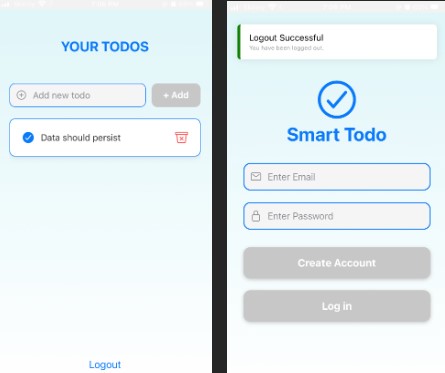 YOUR TODOS
Add new todo
+ Add
Data should persist
Logout
Logout Successful
You have been logged out.
Smart Todo
Enter Email
Enter Password
Create Account
Log in